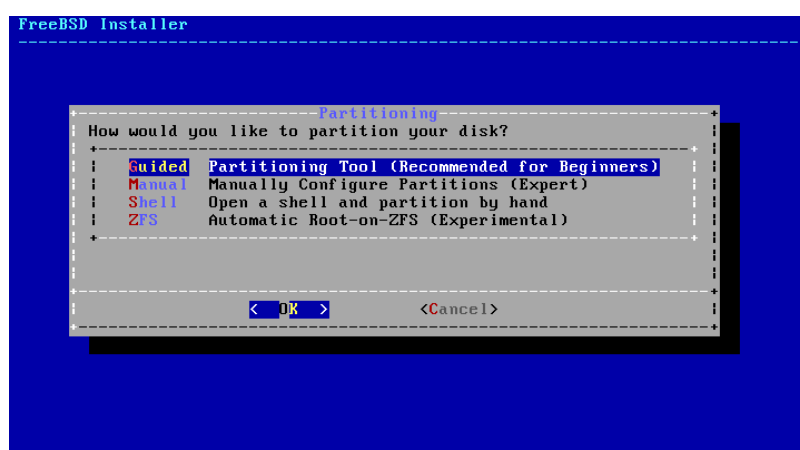 FreeBSD Installer
Partitioning
How would you like to partition your disk?
Guided Partitioning Tool (Recommended for Beginners)
Manual Manually Configure Partitions (Expert)
Shell Open a shell and partition by hand
ZFS Automatic Root-on-ZFS (Experimental)
< OK > <Cancel>